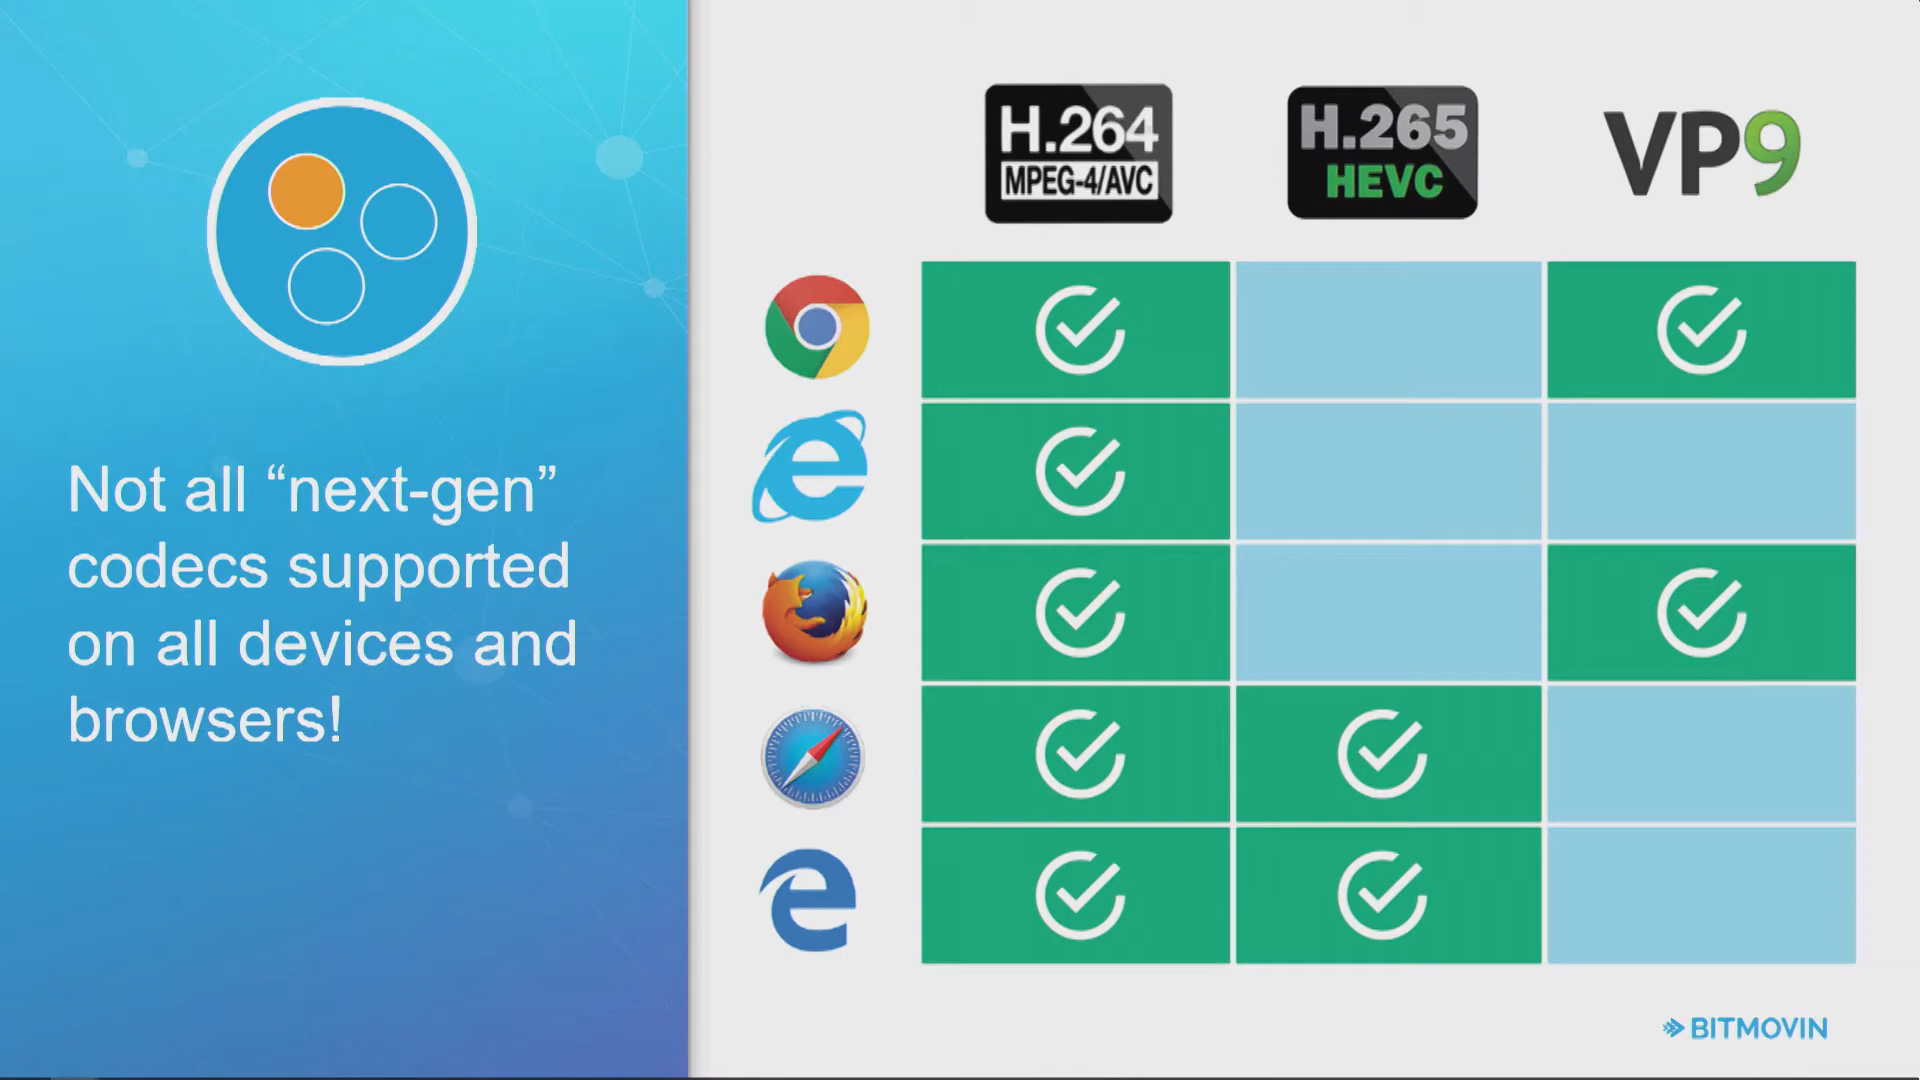 Not all “next-gen”
codecs supported
on all devices and
browsers!
H.264
MPEG-4/AVC
H.265
HEVC
VP9
BITMOVIN